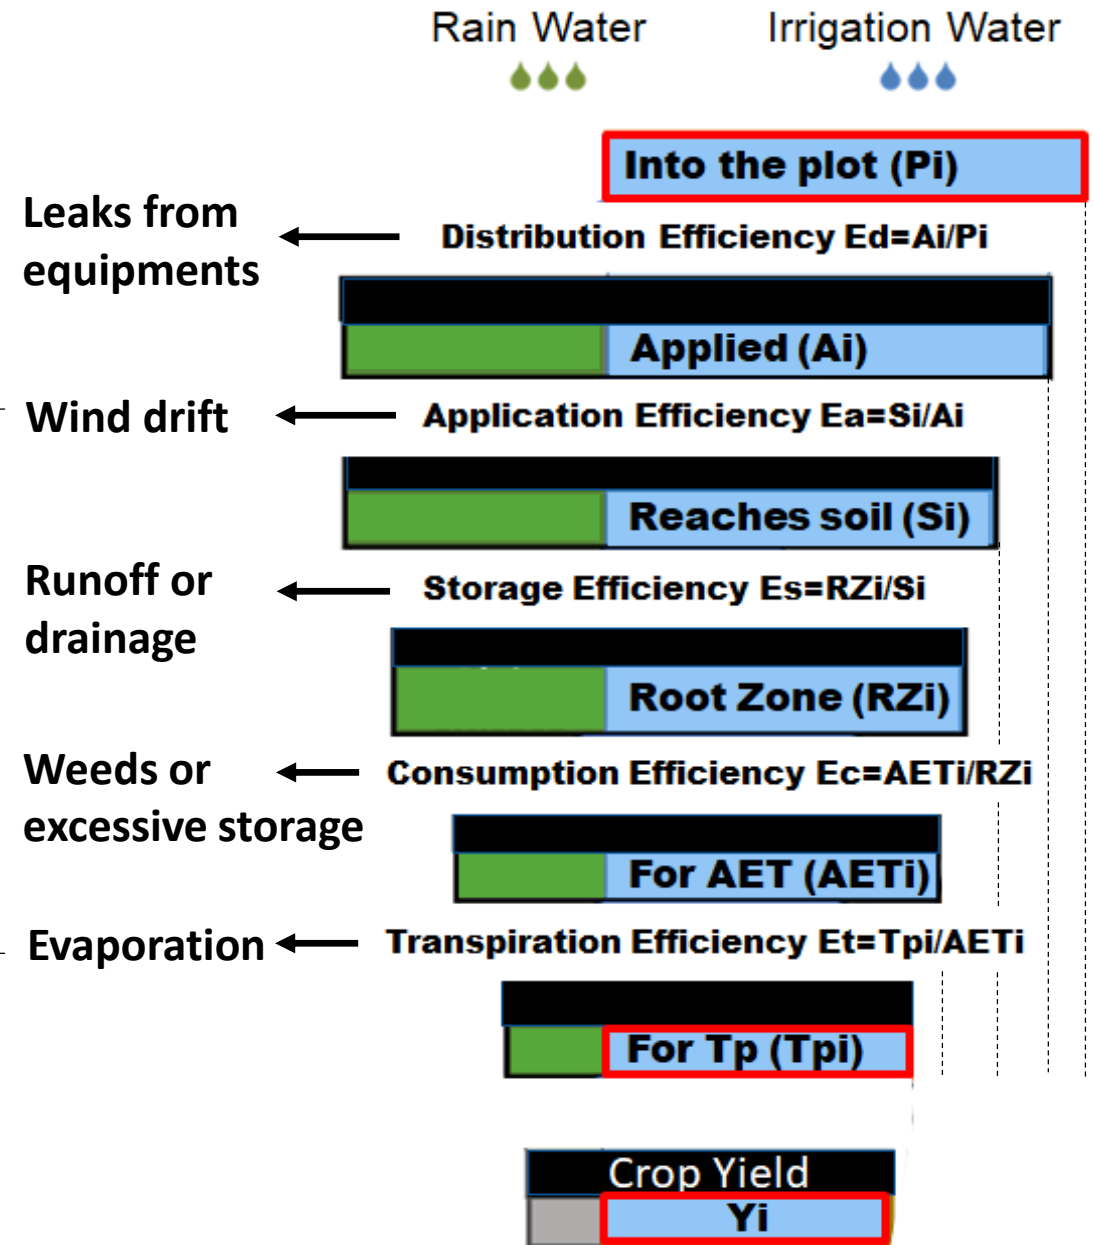 Rain Water
Irrigation Water
Into the plot (Pi)
Leaks from
equipments
Distribution Efficiency Ed=Ai/Pi
Applied (Ai)
Wind drift
Application Efficiency Ea=Si/Ai
Reaches soil (Si)
Runoff or
drainage
Storage Efficiency Es=RZi/Si
Root Zone (RZi)
Weeds or
excessive storage
Consumption Efficiency Ec=AETi/RZi
For AET (AETi)
Evaporation
Transpiration Efficiency Et=Tpi/AETi
For Tp (Tpi)
Crop Yield
Yi